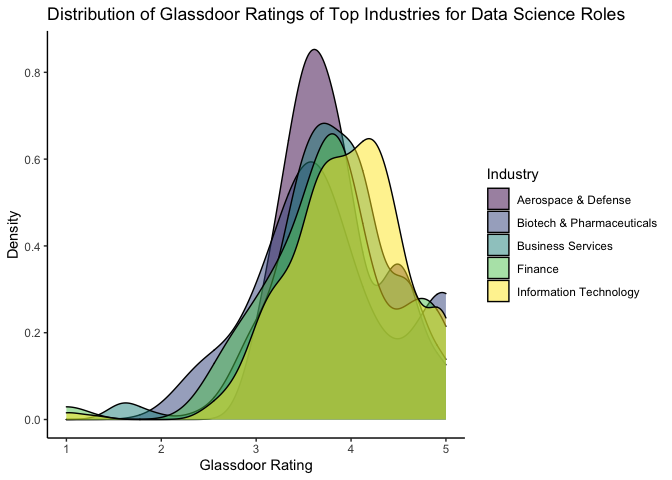 Distribution of Glassdoor Ratings of Top Industries for Data Science Roles
0.8
0.6
0.4
0.2
0.0
Density
1 2 3 4 5
Glassdoor Rating
Industry
Aerospace & Defense
Biotech & Pharmaceuticals
Business Services
Finance
Information Technology